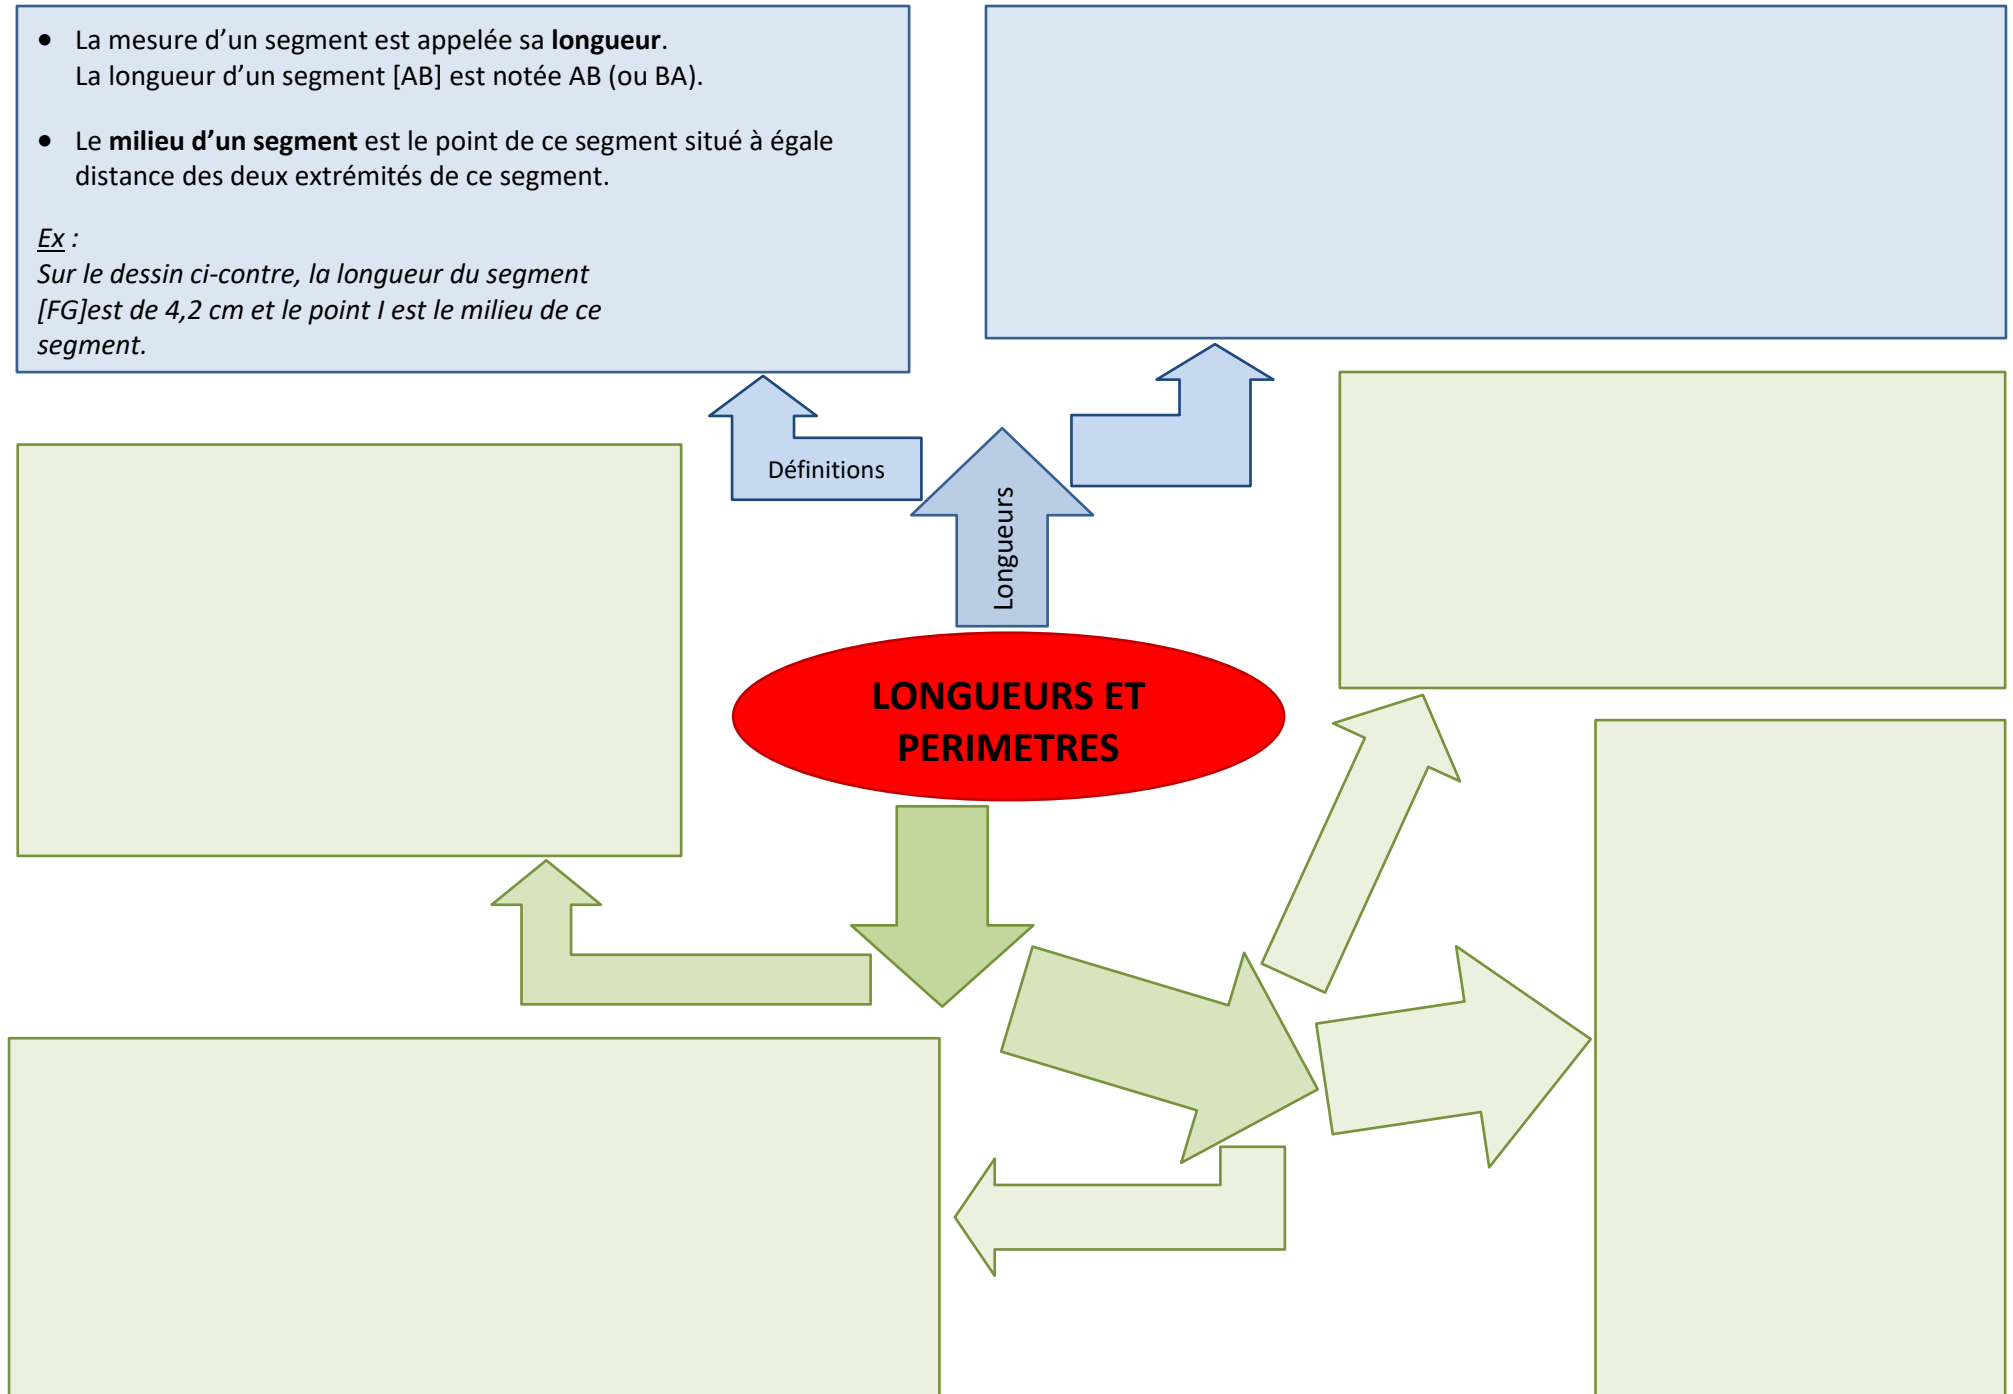 • La mesure d’un segment est appelée sa longueur.
La longueur d’un segment [AB] est notée AB (ou BA).
• Le milieu d’un segment est le point de ce segment situé à égale
distance des deux extrémités de ce segment.
Ex :
Sur le dessin ci-contre, la longueur du segment
[FG]est de 4,2 cm et le point I est le milieu de ce
segment.
Définitions
Longueurs
LONGUEURS ET
PERIMETRES